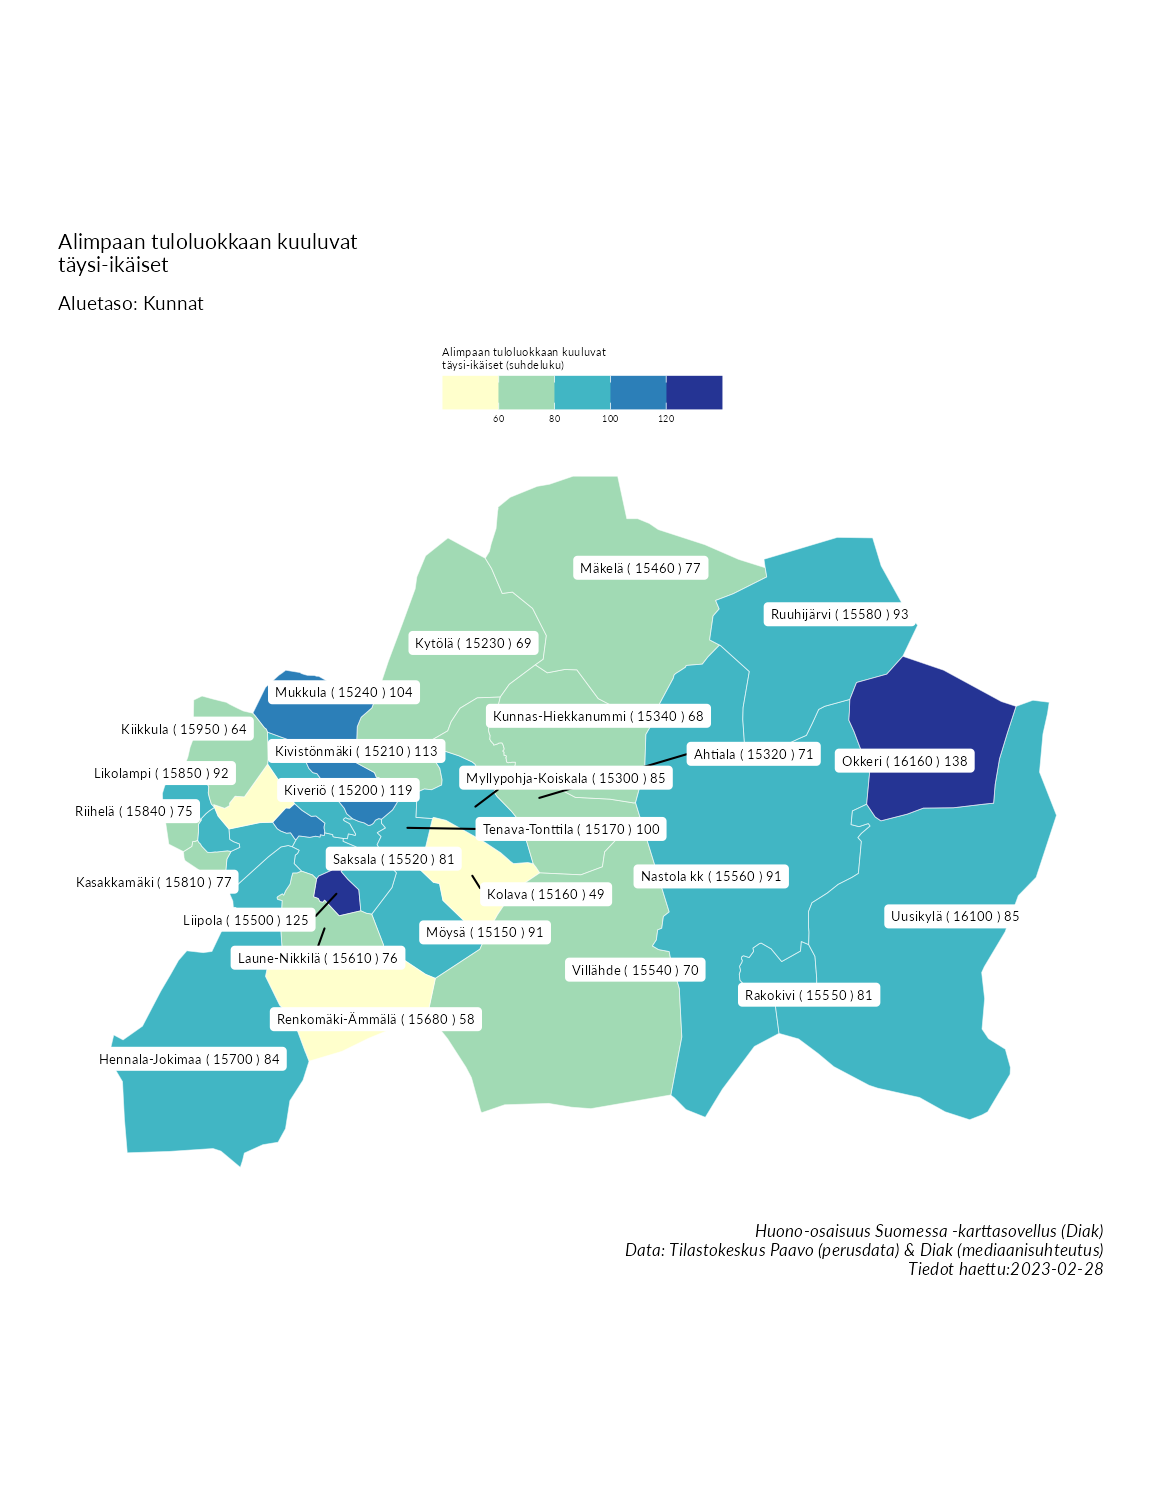 Alimpaan tuloluokkaan kuuluvat
täysi-ikäiset
Aluetaso: Kunnat
Alimpaan tuloluokkaan kuuluvat
täysi-ikäiset (suhdeluku)
60 80 100 120
Mäkelä ( 15460 ) 77
Ruuhijärvi ( 15580 ) 93
Kytölä ( 15230 ) 69
Mukkula ( 15240 ) 104
Kunnas-Hiekkanummi ( 15340 ) 68
Kiikkula ( 15950 ) 64
Kivistönmäki ( 15210 ) 113
Ahtiala ( 15320 ) 71
Okkeri ( 16160 ) 138
Likolampi ( 15850 ) 92
Myllypohja-Koiskala ( 15300 ) 85
Kiveriö ( 15200 ) 119
Riihelä ( 15840 ) 75
Tenava-Tonttila ( 15170 ) 100
Saksala ( 15520 ) 81
Nastola kk ( 15560 ) 91
Kasakkamäki ( 15810 ) 77
Kolava ( 15160 ) 49
Uusikylä ( 16100 ) 85
Liipola ( 15500 ) 125
Möysä ( 15150 ) 91
Laune-Nikkilä ( 15610 ) 76
Villähde ( 15540 ) 70
Rakokivi ( 15550 ) 81
Renkomäki-Ämmälä ( 15680 ) 58
Hennala-Jokimaa ( 15700 ) 84
Huono-osaisuus Suomessa -karttasovellus (Diak)
Data: Tilastokeskus Paavo (perusdata) & Diak (mediaanisuhteutus)
Tiedot haettu:2023-02-28